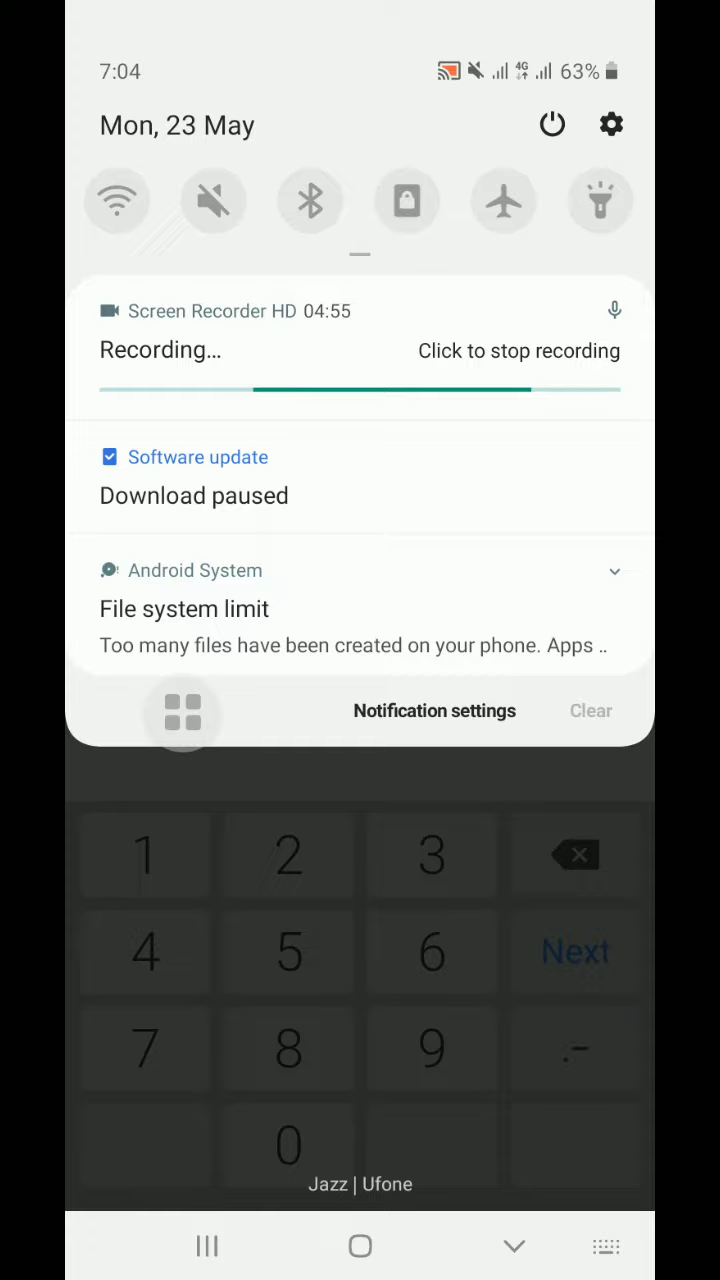 7:04
4G
63%
Mon, 23 May
Screen Recorder HD 04:55
Recording...
Click to stop recording
Software update
Download paused
Android System
File system limit
Too many files have been created on your phone. Apps ..
Notification settings
Clear
1 2 3
4 5 6 Next
7 8 9 .-
0
Jazz | Ufone